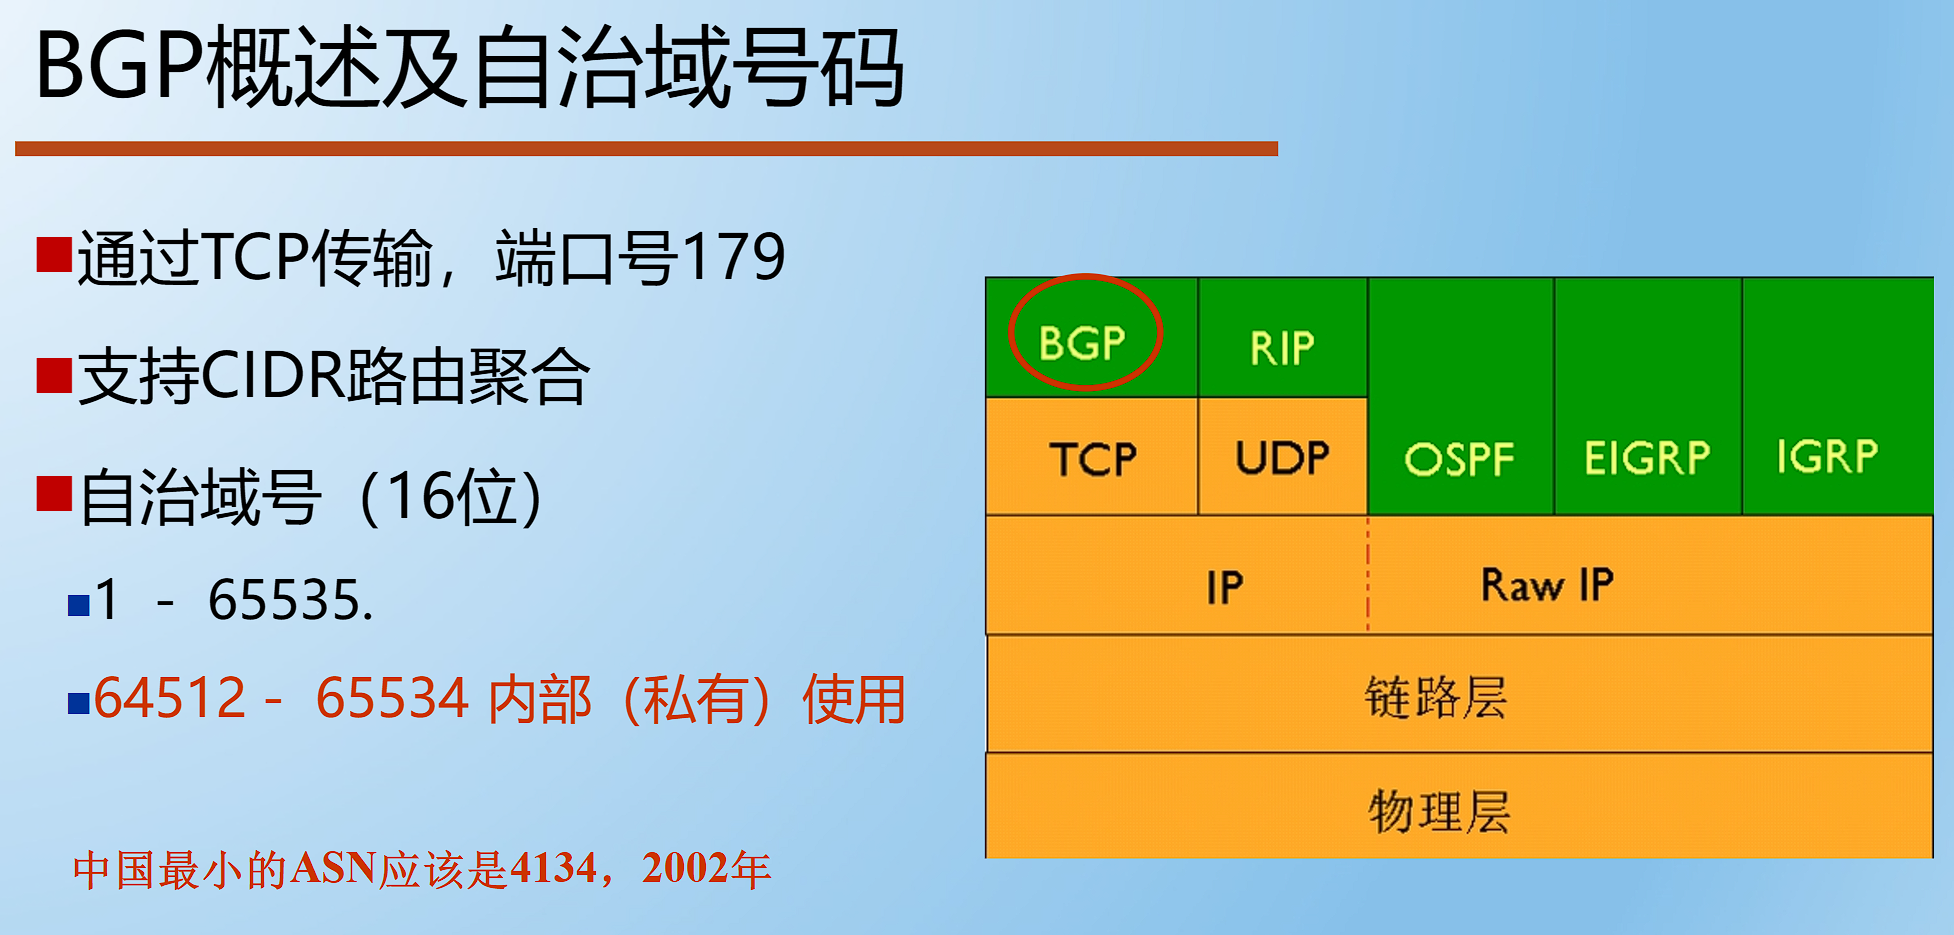 BGP概述及自治域号码
通过TCP传输，端口号179
支持CIDR路由聚合
自治域号（16位）
1 - 65535.
64512 - 65534 内部（私有）使用
中国最小的ASN应该是4134，2002年
BGP
RIP
TCP
UDP
OSPF
EIGRP
IGRP
IP
Raw IP
链路层
物理层